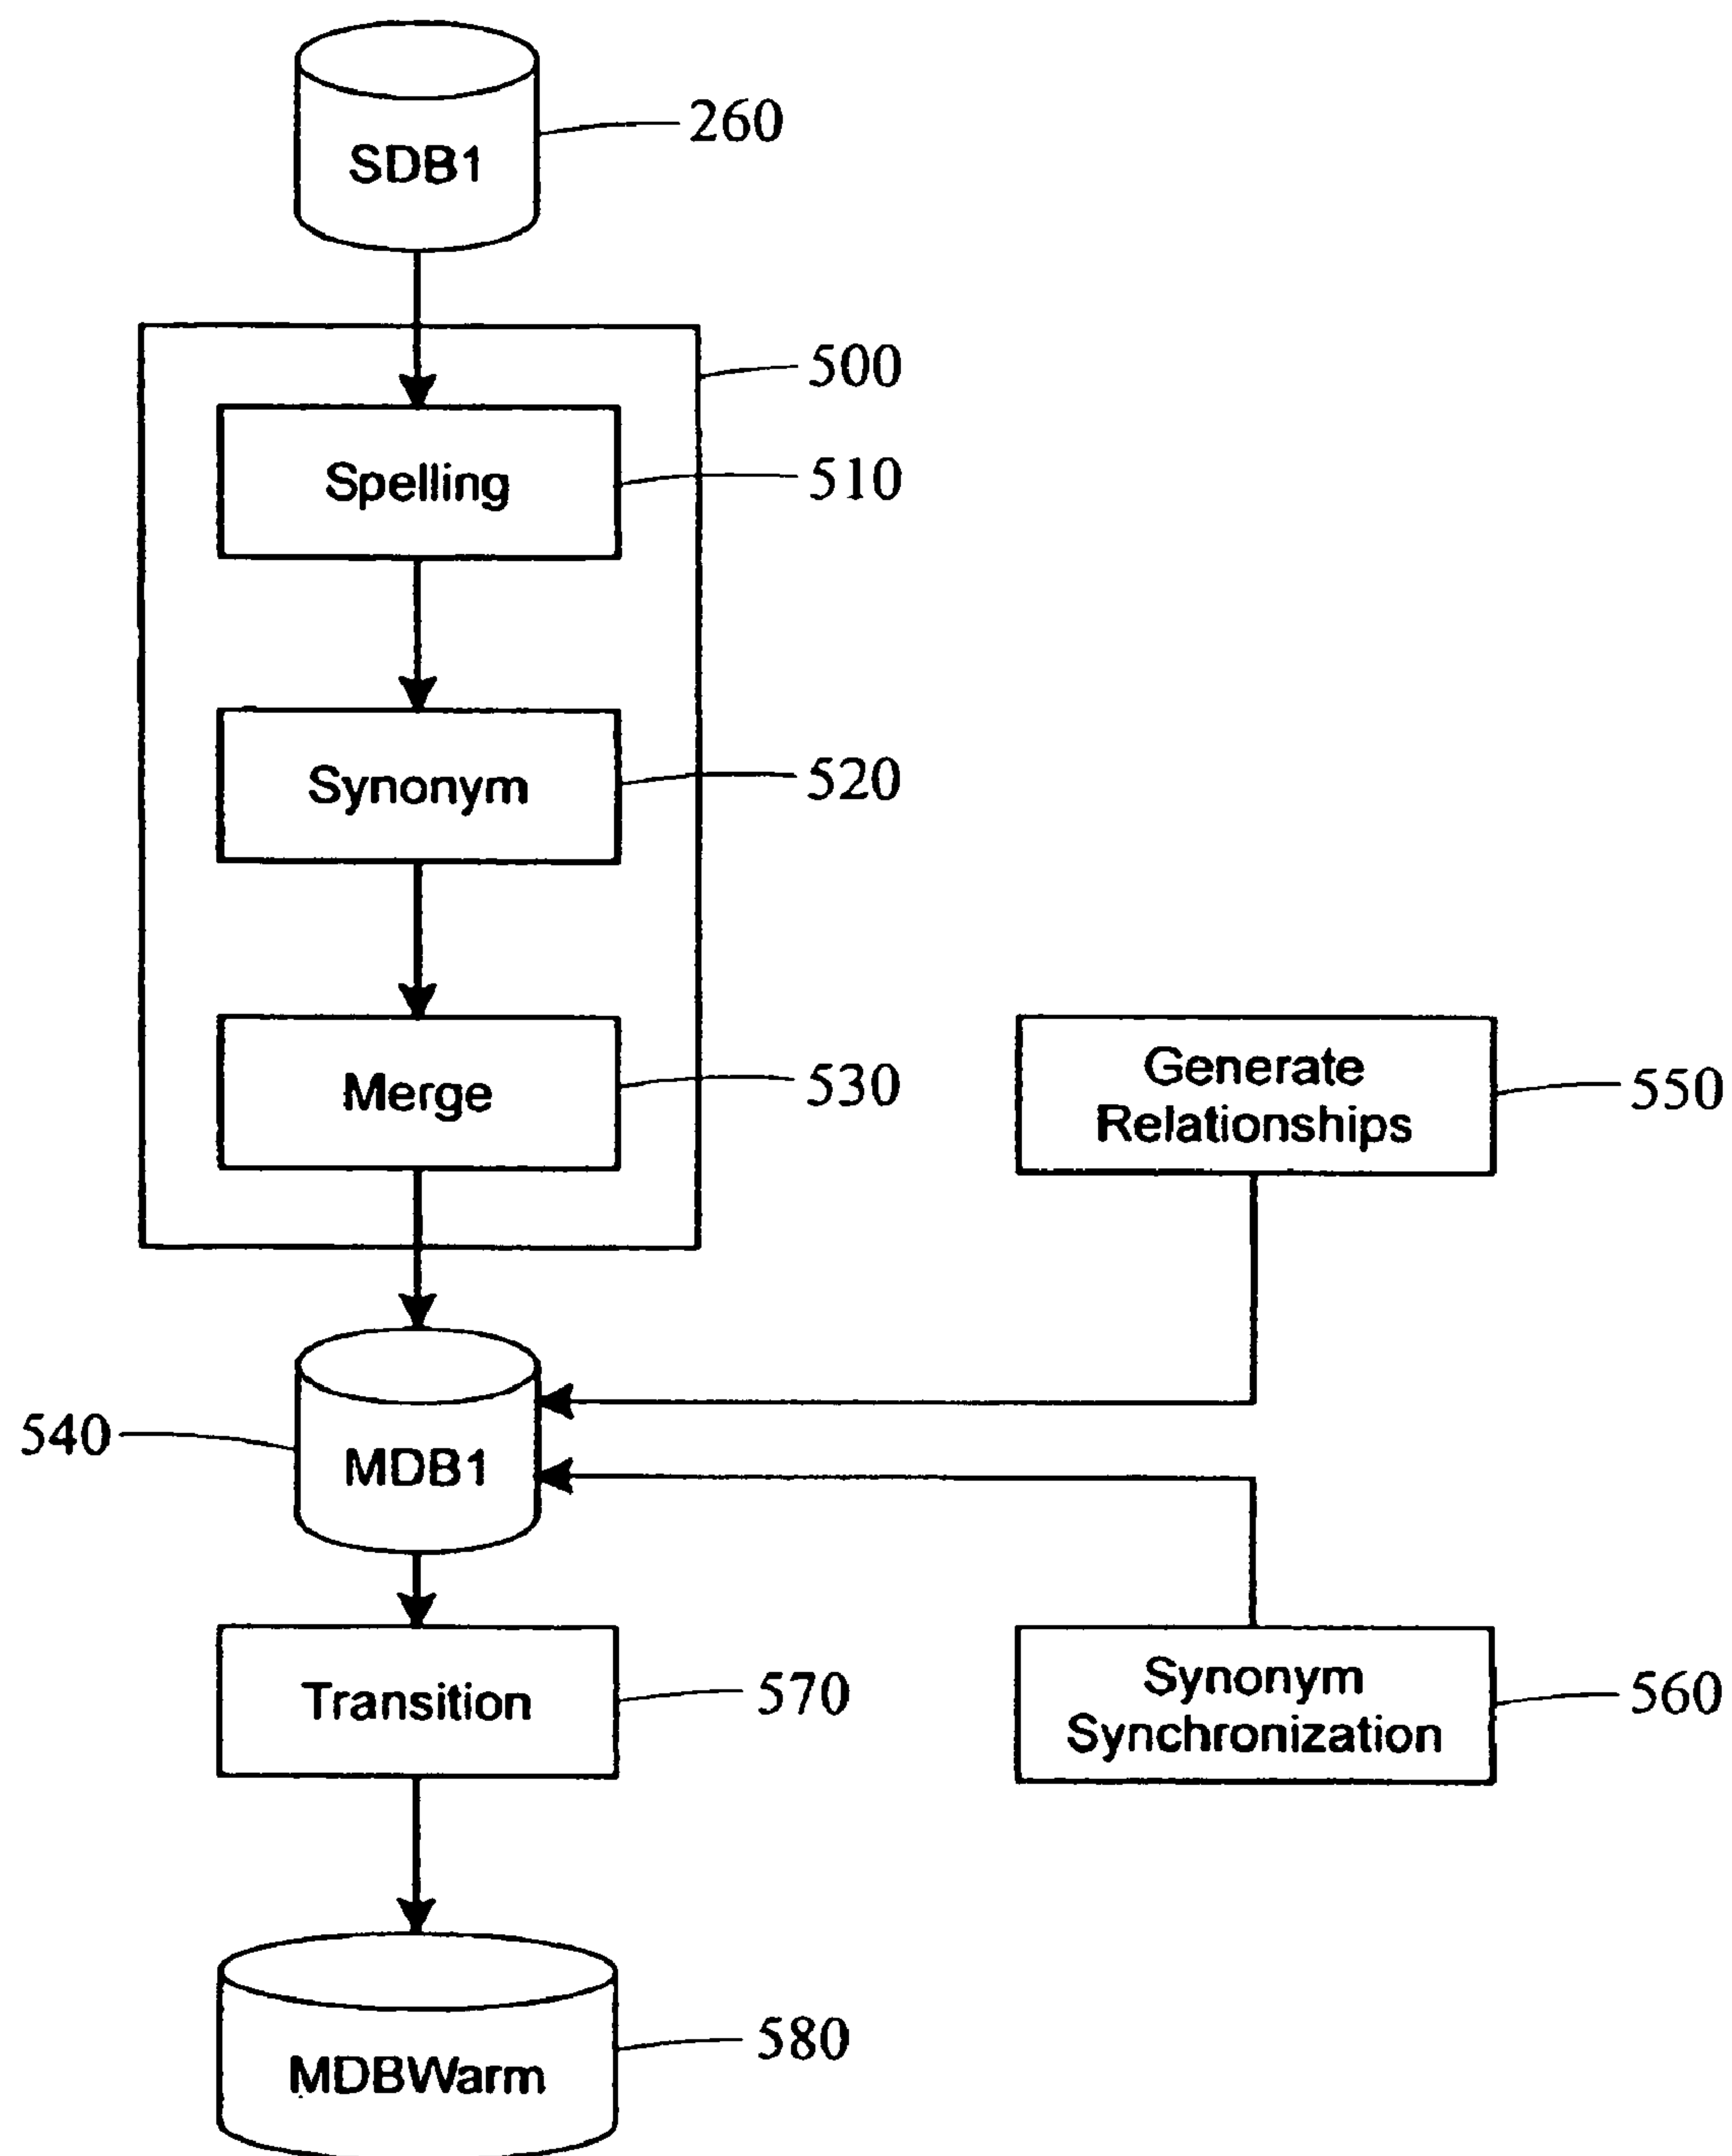 SDB1
260
500
Spelling
510
Synonym
520
Merge
530
Generate
Relationships
550
540
MDB1
Transition
570
Synonym
Synchronization
560
MDBWarm
580